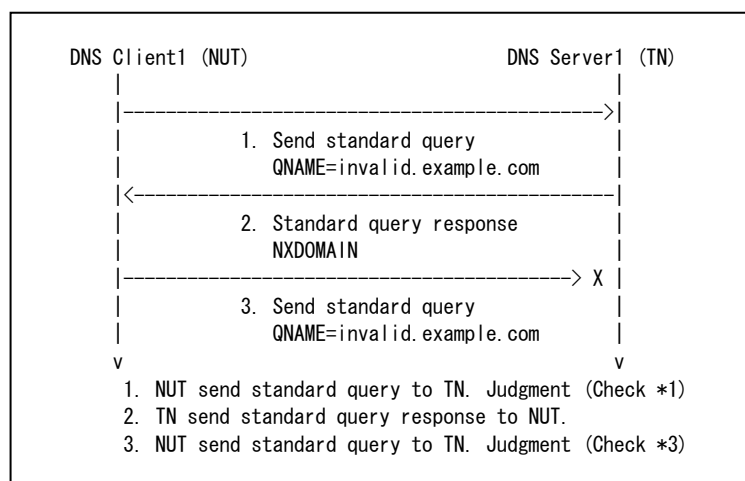 DNS Client1 (NUT) DNS Server1 (TN)
| |
|--------------------------------------------->|
| 1. Send standard query |
| QNAME=invalid.example.com |
|<---------------------------------------------|
| 2. Standard query response |
| NXDOMAIN |
|------------------------------------------> X |
| 3. Send standard query |
| QNAME=invalid.example.com |
v v
1. NUT send standard query to TN. Judgment (Check *1)
2. TN send standard query response to NUT.
3. NUT send standard query to TN. Judgment (Check *3)